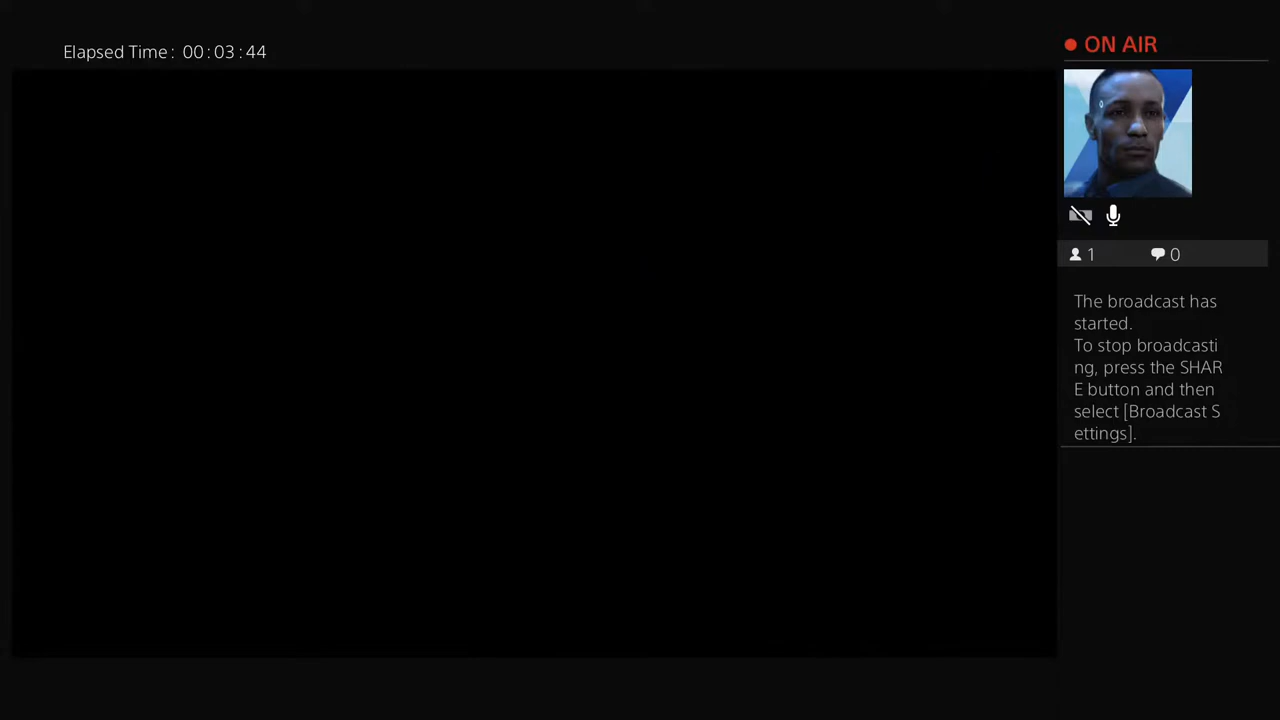 Elapsed Time: 00:03:44
ON AIR
1 0
The broadcast has
started.
To stop broadcasti
ng, press the SHAR
E button and then
select [Broadcast S
ettings].